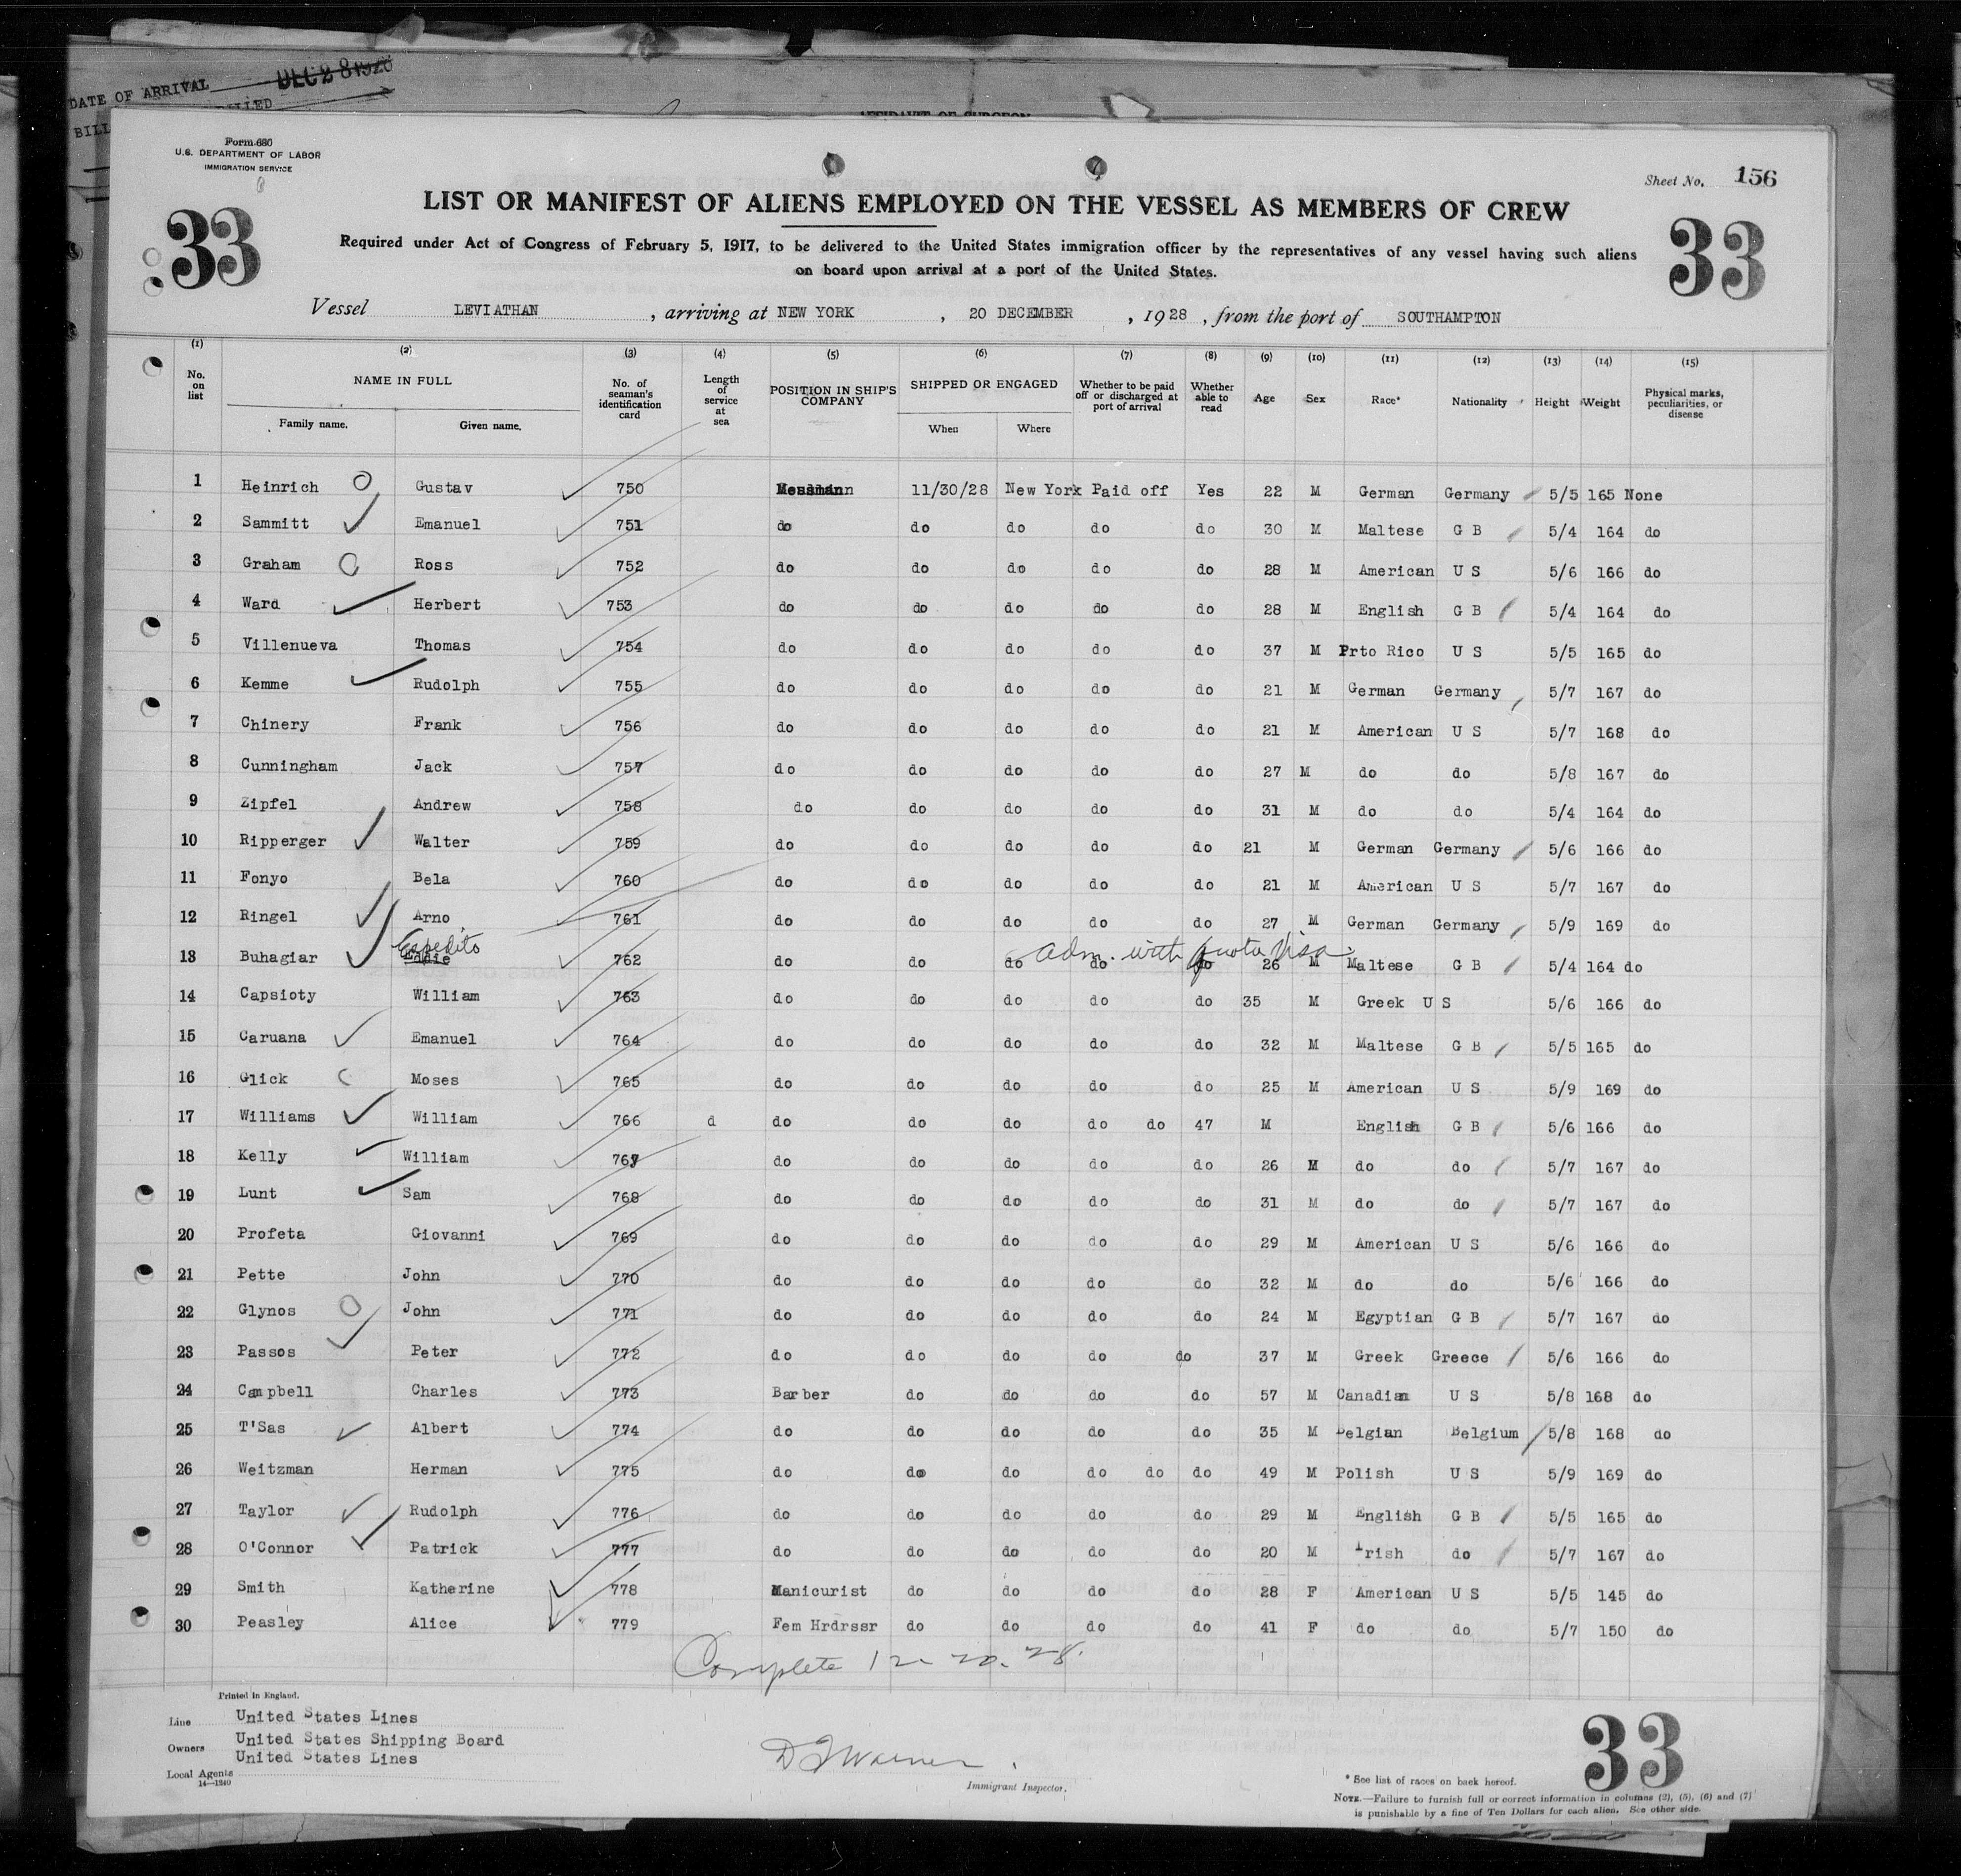 DATE OF ARRIVAL DEC 28 1928
BILL
AFFIDAVIT OF SURGEON
Form 680
U.S. DEPARTMENT OF LABOR
IMMIGRATION SERVICE
Sheet No. 156
33
33
LIST OR MANIFEST OF ALIENS EMPLOYED ON THE VESSEL AS MEMBERS OF CREW
Required under Act of Congress of February 5, 1917, to be delivered to the United States immigration officer by the representatives of any vessel having such aliens
on board upon arrival at a port of the United States.
Vessel LEVIATHAN , arriving at NEW YORK , 20 DECEMBER , 1928 , from the port of SOUTHAMPTON
(1) (2) (3) (4) (5) (6) (7) (8) (9) (10) (11) (12) (13) (14) (15)
No. on list NAME IN FULL Family name. Given name. No. of seaman's identification card Length of service at sea POSITION IN SHIP'S COMPANY SHIPPED OR ENGAGED When Where Whether to be paid off or discharged at port of arrival Whether able to read Age Sex Race* Nationality Height Weight Physical marks, peculiarities, or disease
1 Heinrich Gustav 750 11/30/28 New York Paid off Yes 22 M German Germany 5/5 165 None
2 Sammitt Emanuel 751 do do do do do 30 M Maltese G B 5/4 164 do
3 Graham Ross 752 do do do do do 28 M American U S 5/6 166 do
4 Ward Herbert 753 do do do do do 28 M English G B 5/4 164 do
5 Villenueva Thomas 754 do do do do do 37 M Prto Rico U S 5/5 165 do
6 Kemme Rudolph 755 do do do do do 21 M German Germany 5/7 167 do
7 Chinery Frank 756 do do do do do 21 M American U S 5/7 168 do
8 Cunningham Jack 757 do do do do do 27 M do do 5/8 167 do
9 Zipfel Andrew 758 do do do do do 31 M do do 5/4 164 do
10 Ripperger Walter 759 do do do do do 21 M German Germany 5/6 166 do
11 Fonyo Bela 760 do do do do do 21 M American U S 5/7 167 do
12 Ringel Arno 761 do do do do do 27 M German Germany 5/9 169 do
Espedito adm. with quota visa
13 Buhagiar Eddie 762 do do do do do 26 M Maltese G B 5/4 164 do
14 Capsioty William 763 do do do do do 35 M Greek U S 5/6 166 do
15 Caruana Emanuel 764 do do do do do 32 M Maltese G B 5/5 165 do
16 Glick Moses 765 do do do do do 25 M American U S 5/9 169 do
17 Williams William 766 d do do do do do 47 M English G B 5/6 166 do
18 Kelly William 767 do do do do do 26 M do do 5/7 167 do
19 Lunt Sam 768 do do do do do 31 M do do 5/7 167 do
20 Profeta Giovanni 769 do do do do do 29 M American U S 5/6 166 do
21 Pette John 770 do do do do do 32 M do do 5/6 166 do
22 Glynos John 771 do do do do do 24 M Egyptian G B 5/7 167 do
23 Passos Peter 772 do do do do do 37 M Greek Greece 5/6 166 do
24 Campbell Charles 773 Barber do do do do 57 M Canadian U S 5/8 168 do
25 T'Sas Albert 774 do do do do do 35 M Belgian Belgium 5/8 168 do
26 Weitzman Herman 775 do do do do do do 49 M Polish U S 5/9 169 do
27 Taylor Rudolph 776 do do do do do 29 M English G B 5/5 165 do
28 O'Connor Patrick 777 do do do do do 20 M Irish do 5/7 167 do
29 Smith Katherine 778 Manicurist do do do do 28 F American U S 5/5 145 do
30 Peasley Alice 779 Fem Hrdrssr do do do do 41 F do do 5/7 150 do
Complete 12-20-28.
Printed in England.
Line United States Lines
Owners United States Shipping Board
United States Lines
Local Agents
14—1240
D J Warner.
Immigrant Inspector.
33
* See list of races on back hereof.
NOTE.—Failure to furnish full or correct information in columns (2), (5), (6) and (7)
is punishable by a fine of Ten Dollars for each alien. See other side.